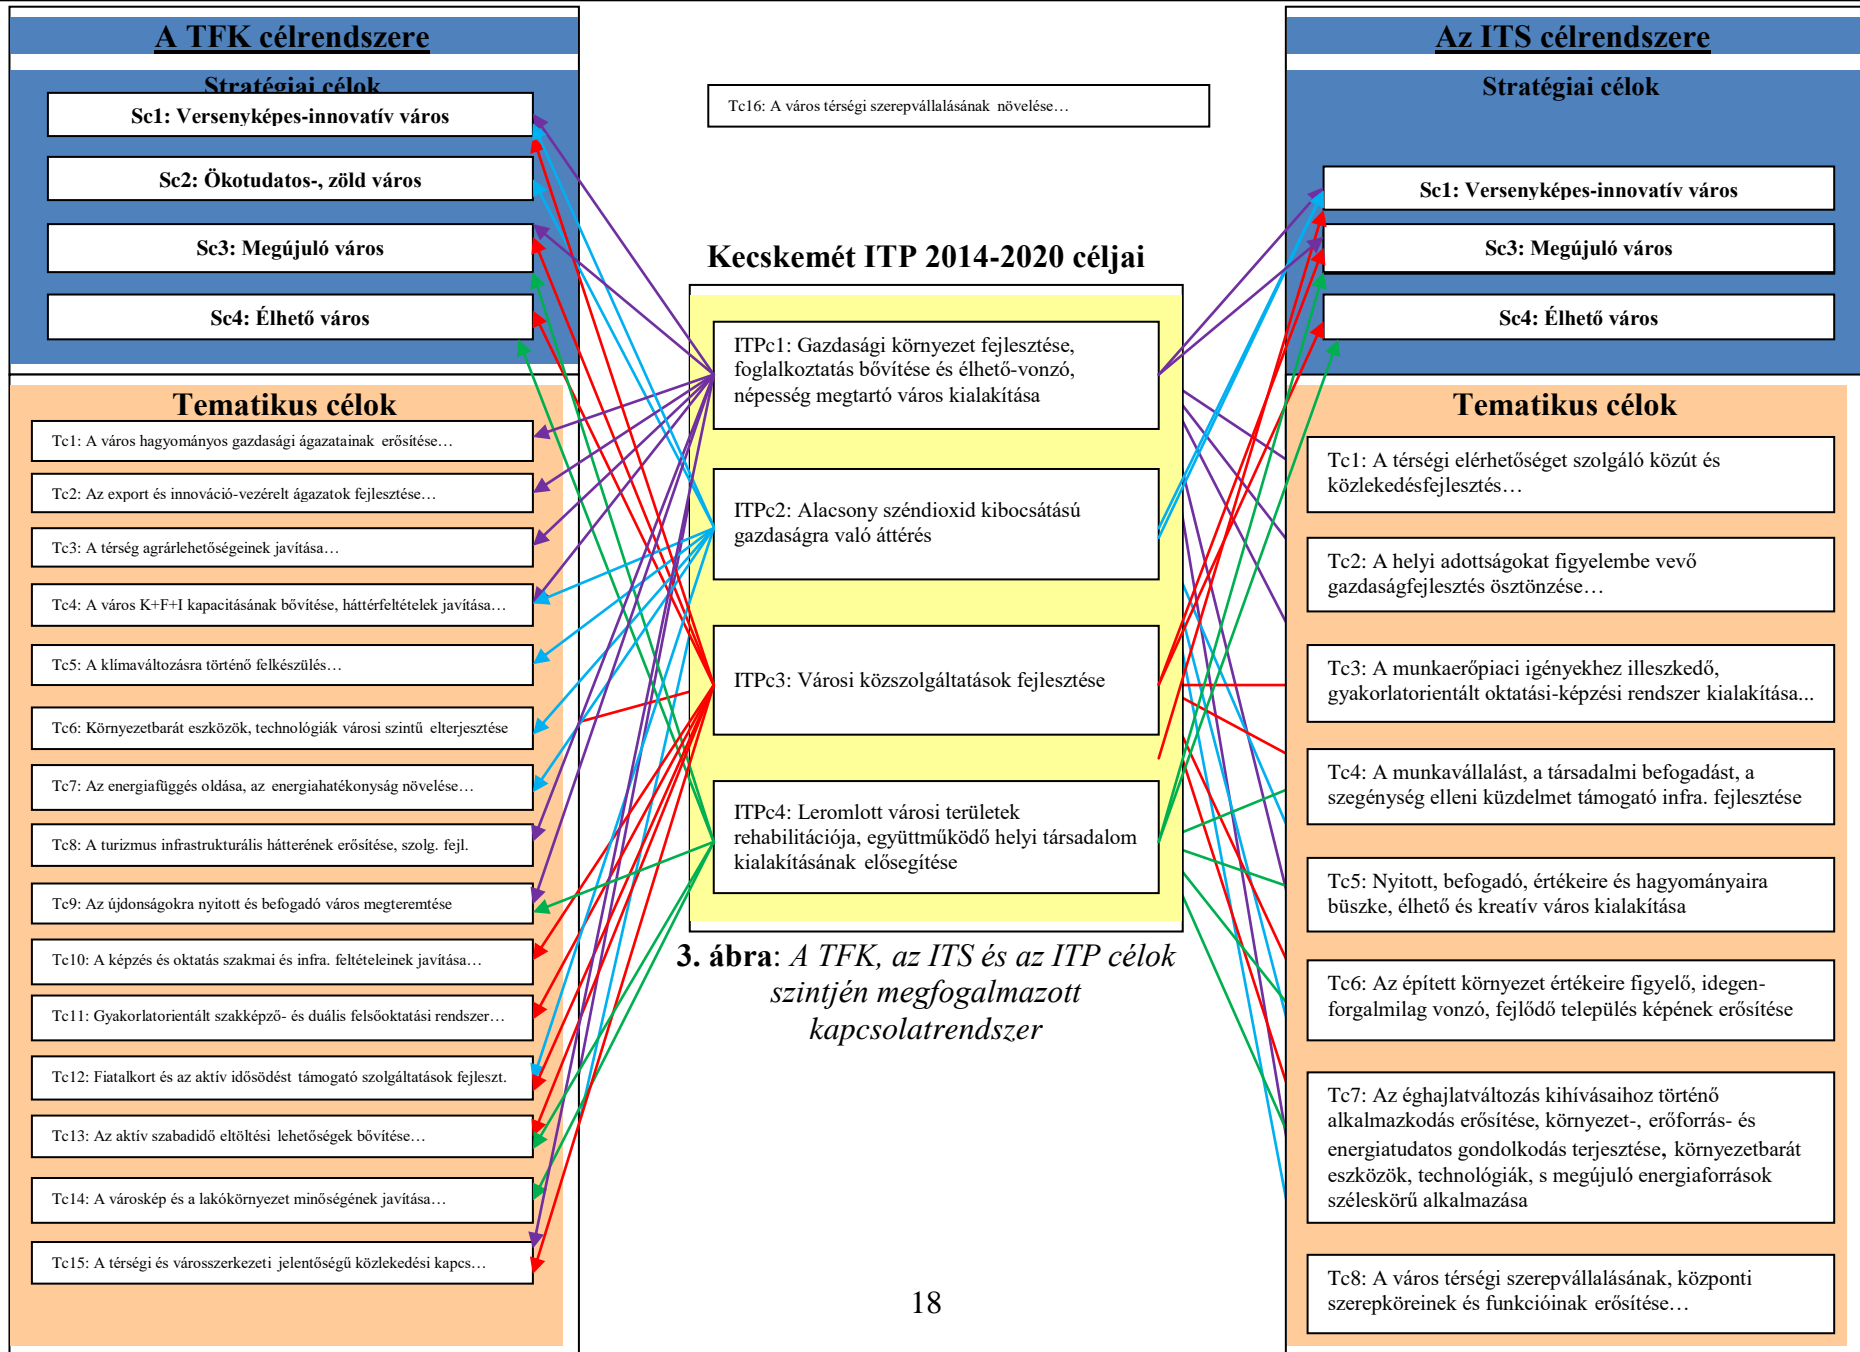 A TFK célrendszere
Stratégiai célok
Sc1: Versenyképes-innovatív város
Sc2: Ökotudatos-, zöld város
Sc3: Megújuló város
Sc4: Élhető város
Tematikus célok
Tc1: A város hagyományos gazdasági ágazatainak erősítése…
Tc2: Az export és innováció-vezérelt ágazatok fejlesztése…
Tc3: A térség agrárlehetőségeinek javítása…
Tc4: A város K+F+I kapacitásának bővítése, háttérfeltételek javítása…
Tc5: A klímaváltozásra történő felkészülés…
Tc6: Környezetbarát eszközök, technológiák városi szintű elterjesztése
Tc7: Az energiafüggés oldása, az energiahatékonyság növelése…
Tc8: A turizmus infrastrukturális hátterének erősítése, szolg. fejl.
Tc9: Az újdonságokra nyitott és befogadó város megteremtése
Tc10: A képzés és oktatás szakmai és infra. feltételeinek javítása…
Tc11: Gyakorlatorientált szakképző- és duális felsőoktatási rendszer…
Tc12: Fiatalkort és az aktív idősödést támogató szolgáltatások fejleszt.
Tc13: Az aktív szabadidő eltöltési lehetőségek bővítése…
Tc14: A városkép és a lakókörnyezet minőségének javítása…
Tc15: A térségi és városszerkezeti jelentőségű közlekedési kapcs…
Tc16: A város térségi szerepvállalásának növelése…
Kecskemét ITP 2014-2020 céljai
ITPc1: Gazdasági környezet fejlesztése,
foglalkoztatás bővítése és élhető-vonzó,
népesség megtartó város kialakítása
ITPc2: Alacsony széndioxid kibocsátású
gazdaságra való áttérés
ITPc3: Városi közszolgáltatások fejlesztése
ITPc4: Leromlott városi területek
rehabilitációja, együttműködő helyi társadalom
kialakításának elősegítése
3. ábra: A TFK, az ITS és az ITP célok
szintjén megfogalmazott
kapcsolatrendszer
18
Az ITS célrendszere
Stratégiai célok
Sc1: Versenyképes-innovatív város
Sc3: Megújuló város
Sc4: Élhető város
Tematikus célok
Tc1: A térségi elérhetőséget szolgáló közút és
közlekedésfejlesztés…
Tc2: A helyi adottságokat figyelembe vevő
gazdaságfejlesztés ösztönzése…
Tc3: A munkaerőpiaci igényekhez illeszkedő,
gyakorlatorientált oktatási-képzési rendszer kialakítása...
Tc4: A munkavállalást, a társadalmi befogadást, a
szegénység elleni küzdelmet támogató infra. fejlesztése
Tc5: Nyitott, befogadó, értékeire és hagyományaira
büszke, élhető és kreatív város kialakítása
Tc6: Az épített környezet értékeire figyelő, idegen-
forgalmilag vonzó, fejlődő település képének erősítése
Tc7: Az éghajlatváltozás kihívásaihoz történő
alkalmazkodás erősítése, környezet-, erőforrás- és
energiatudatos gondolkodás terjesztése, környezetbarát
eszközök, technológiák, s megújuló energiaforrások
széleskörű alkalmazása
Tc8: A város térségi szerepvállalásának, központi
szerepköreinek és funkcióinak erősítése…